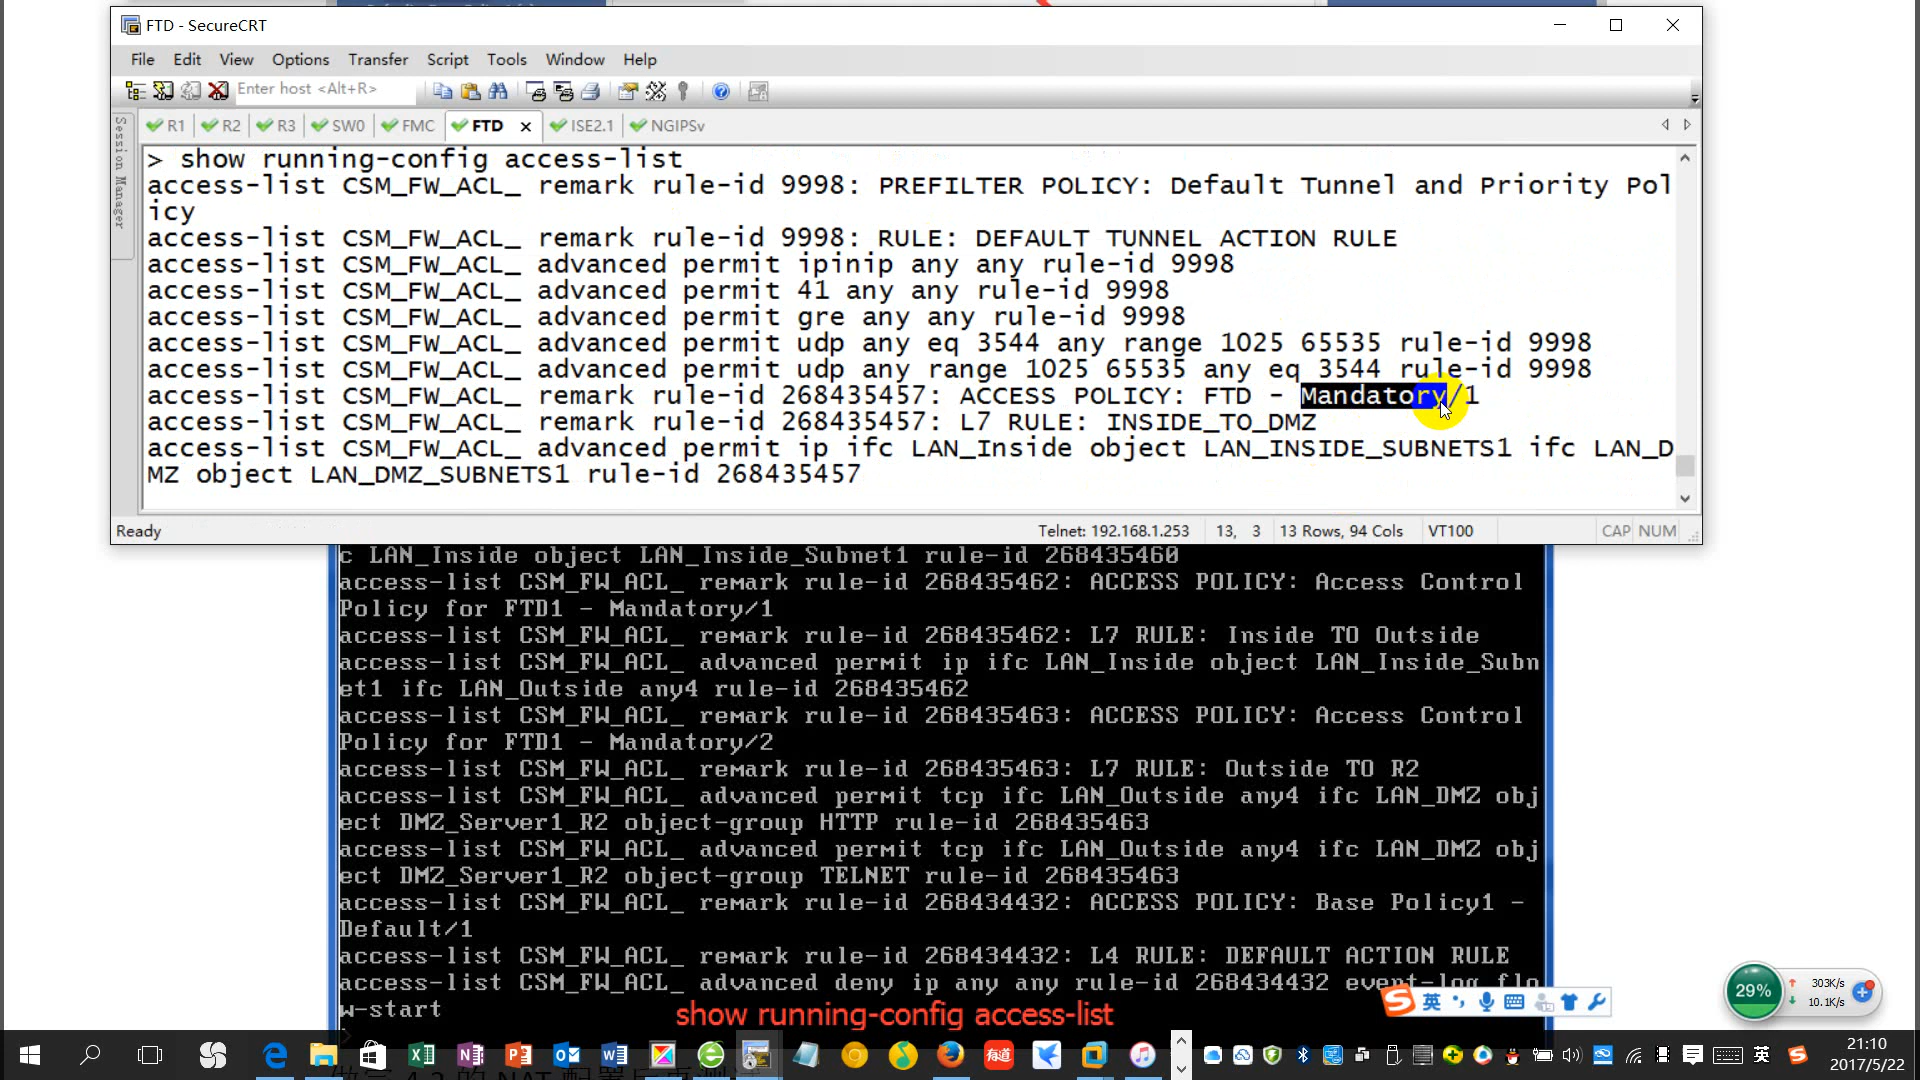 FTD - SecureCRT
File Edit View Options Transfer Script Tools Window Help
Enter host <Alt+R>
Session Manager
R1 R2 R3 SW0 FMC FTD ISE2.1 NGIPSv
> show running-config access-list
access-list CSM_FW_ACL_ remark rule-id 9998: PREFILTER POLICY: Default Tunnel and Priority Pol
icy
access-list CSM_FW_ACL_ remark rule-id 9998: RULE: DEFAULT TUNNEL ACTION RULE
access-list CSM_FW_ACL_ advanced permit ipinip any any rule-id 9998
access-list CSM_FW_ACL_ advanced permit 41 any any rule-id 9998
access-list CSM_FW_ACL_ advanced permit gre any any rule-id 9998
access-list CSM_FW_ACL_ advanced permit udp any eq 3544 any range 1025 65535 rule-id 9998
access-list CSM_FW_ACL_ advanced permit udp any range 1025 65535 any eq 3544 rule-id 9998
access-list CSM_FW_ACL_ remark rule-id 268435457: ACCESS POLICY: FTD - Mandatory/1
access-list CSM_FW_ACL_ remark rule-id 268435457: L7 RULE: INSIDE_TO_DMZ
access-list CSM_FW_ACL_ advanced permit ip ifc LAN_Inside object LAN_INSIDE_SUBNETS1 ifc LAN_D
MZ object LAN_DMZ_SUBNETS1 rule-id 268435457
Ready Telnet: 192.168.1.253 13, 3 13 Rows, 94 Cols VT100 CAP NUM
c LAN_Inside object LAN_Inside_Subnet1 rule-id 268435460
access-list CSM_FW_ACL_ remark rule-id 268435462: ACCESS POLICY: Access Control
Policy for FTD1 - Mandatory/1
access-list CSM_FW_ACL_ remark rule-id 268435462: L7 RULE: Inside TO Outside
access-list CSM_FW_ACL_ advanced permit ip ifc LAN_Inside object LAN_Inside_Subn
et1 ifc LAN_Outside any4 rule-id 268435462
access-list CSM_FW_ACL_ remark rule-id 268435463: ACCESS POLICY: Access Control
Policy for FTD1 - Mandatory/2
access-list CSM_FW_ACL_ remark rule-id 268435463: L7 RULE: Outside TO R2
access-list CSM_FW_ACL_ advanced permit tcp ifc LAN_Outside any4 ifc LAN_DMZ obj
ect DMZ_Server1_R2 object-group HTTP rule-id 268435463
access-list CSM_FW_ACL_ advanced permit tcp ifc LAN_Outside any4 ifc LAN_DMZ obj
ect DMZ_Server1_R2 object-group TELNET rule-id 268435463
access-list CSM_FW_ACL_ remark rule-id 268434432: ACCESS POLICY: Base Policy1 -
Default/1
access-list CSM_FW_ACL_ remark rule-id 268434432: L4 RULE: DEFAULT ACTION RULE
access-list CSM_FW_ACL_ advanced deny ip any any rule-id 268434432 event-log flo
w-start
show running-config access-list
英
29% 303K/s
10.1K/s
有道
英
21:10
2017/5/22